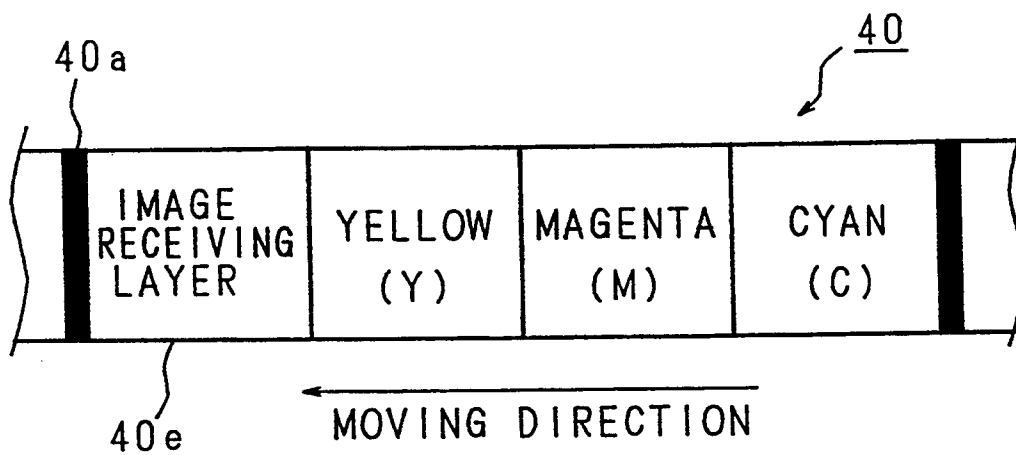 40
40a
IMAGE
RECEIVING
LAYER
YELLOW
(Y)
MAGENTA
(M)
CYAN
(C)
40e
MOVING DIRECTION